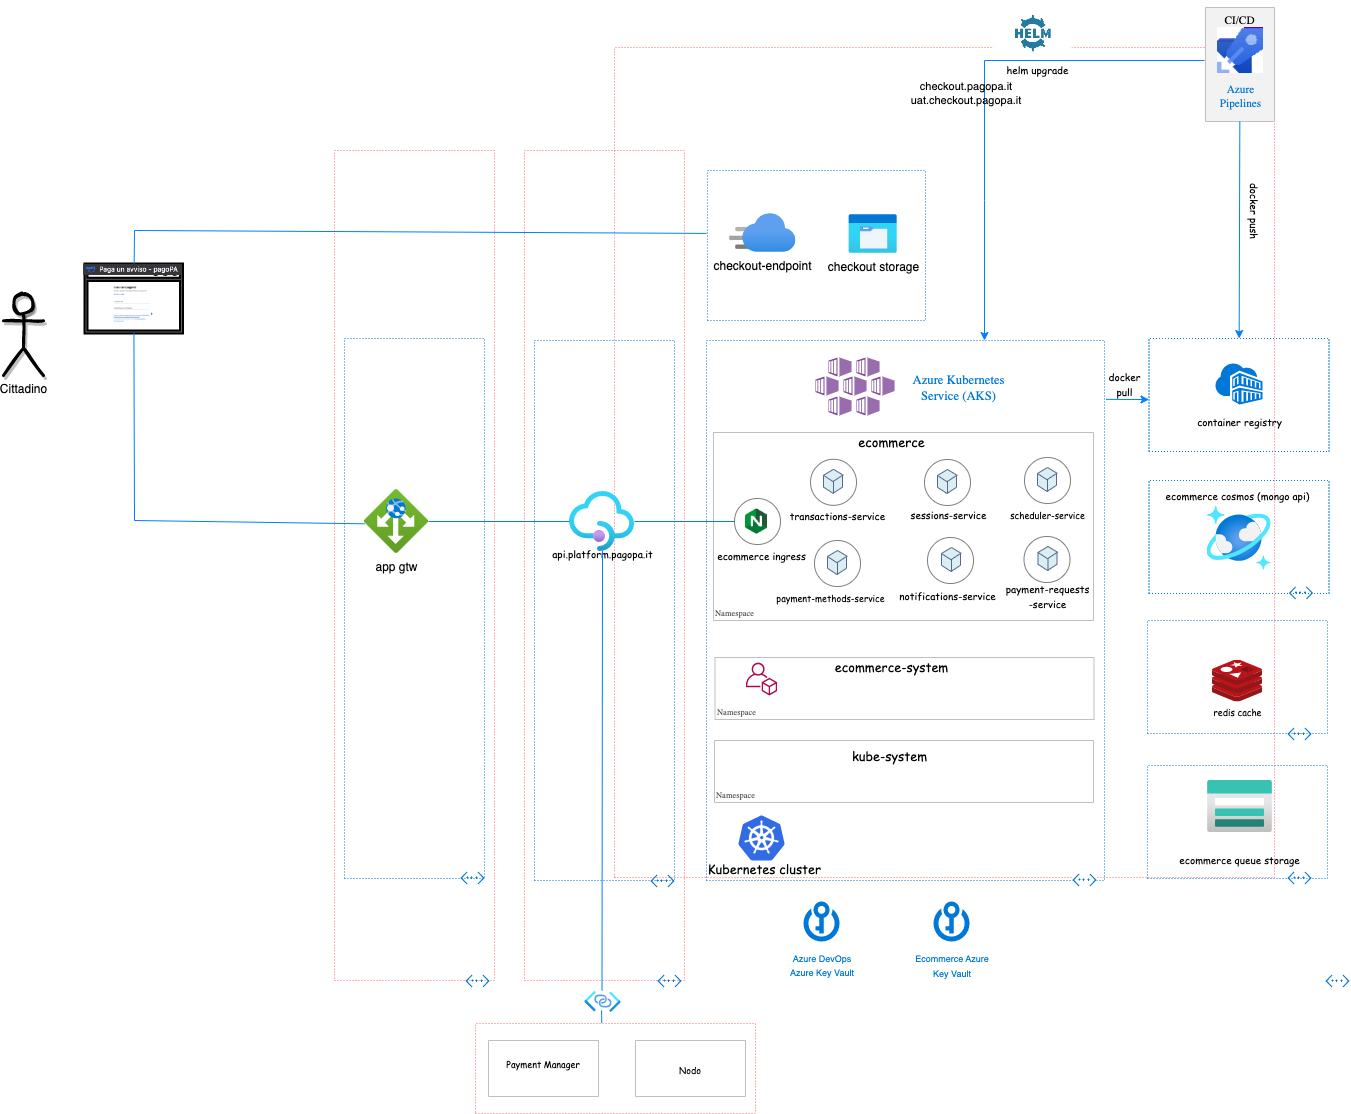 CI/CD
HELM
helm upgrade
checkout.pagopa.it
uat.checkout.pagopa.it
Azure
Pipelines
docker push
checkout-endpoint
checkout storage
Paga un avviso - pagoPA
Cittadino
Azure Kubernetes
Service (AKS)
docker
pull
container registry
ecommerce
transactions-service
sessions-service
scheduler-service
ecommerce ingress
payment-methods-service
notifications-service
payment-requests
-service
Namespace
app gtw
api.platform.pagopa.it
ecommerce cosmos (mongo api)
ecommerce-system
Namespace
redis cache
kube-system
Namespace
Kubernetes cluster
ecommerce queue storage
Azure DevOps
Azure Key Vault
Ecommerce Azure
Key Vault
Payment Manager
Nodo